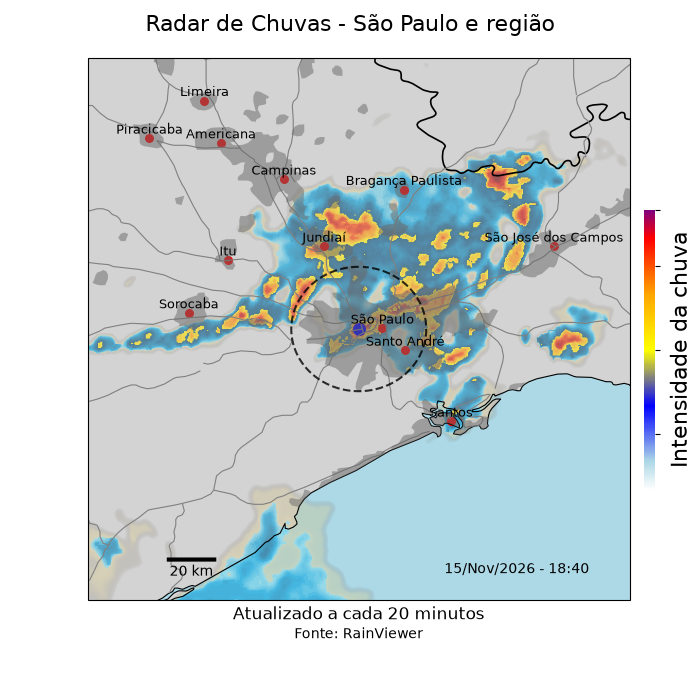 Radar de Chuvas - São Paulo e região
Limeira
Piracicaba
Americana
Campinas
Bragança Paulista
Jundiaí
São José dos Campos
Itu
Sorocaba
São Paulo
Santo André
Santos
20 km
15/Nov/2026 - 18:40
Intensidade da chuva
Atualizado a cada 20 minutos
Fonte: RainViewer